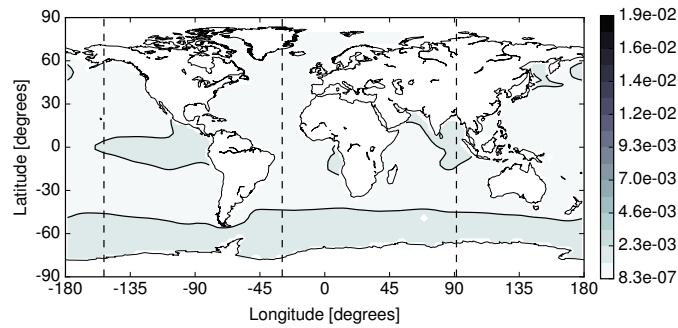 90
60
30
0
-30
-60
-90
Latitude [degrees]
-180 -135 -90 -45 0 45 90 135 180
Longitude [degrees]
1.9e-02
1.6e-02
1.4e-02
1.2e-02
9.3e-03
7.0e-03
4.6e-03
2.3e-03
8.3e-07